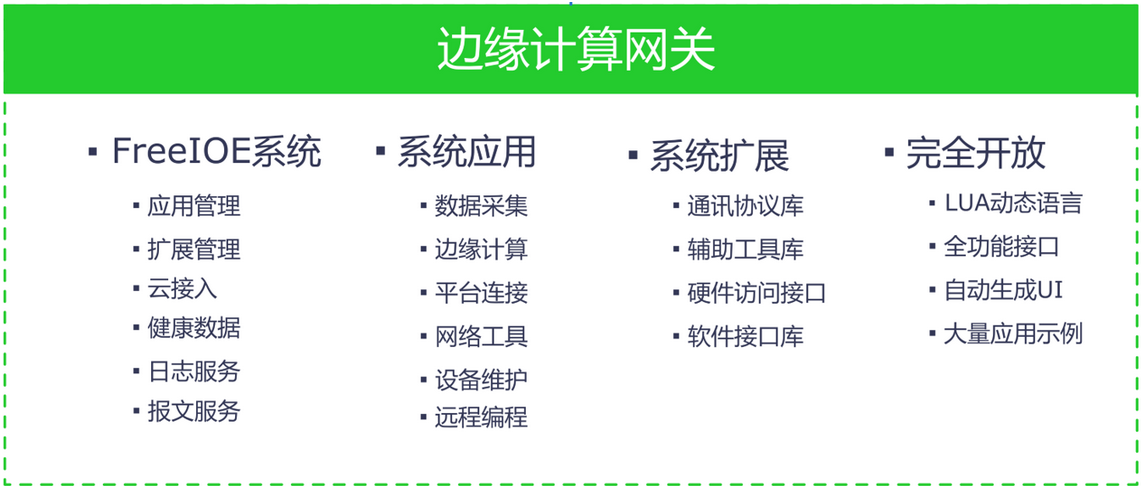 边缘计算网关
▪ FreeIOE系统
▪ 应用管理
▪ 扩展管理
▪ 云接入
▪ 健康数据
▪ 日志服务
▪ 报文服务
▪ 系统应用
▪ 数据采集
▪ 边缘计算
▪ 平台连接
▪ 网络工具
▪ 设备维护
▪ 远程编程
▪ 系统扩展
▪ 通讯协议库
▪ 辅助工具库
▪ 硬件访问接口
▪ 软件接口库
▪ 完全开放
▪ LUA动态语言
▪ 全功能接口
▪ 自动生成UI
▪ 大量应用示例